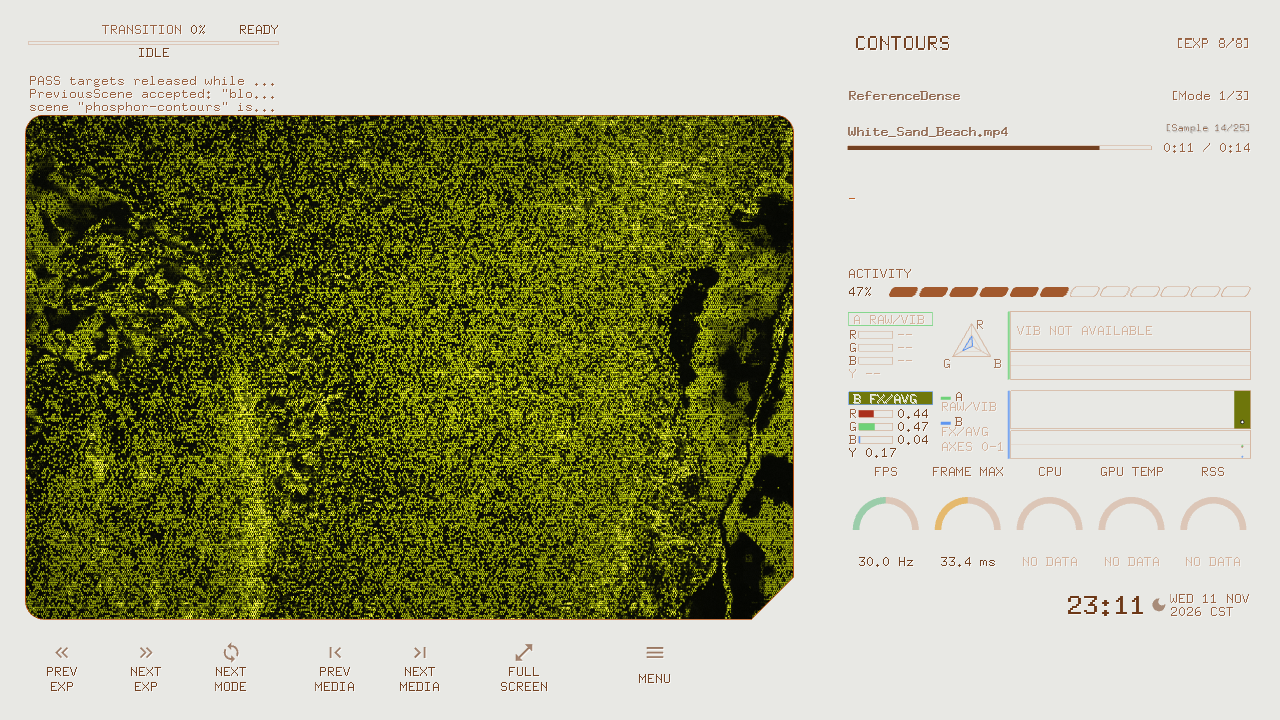 TRANSITION 0% READY
IDLE
PASS targets released while ...
PreviousScene accepted: "blo...
scene "phosphor-contours" is...
CONTOURS [EXP 8/8]
ReferenceDense [Mode 1/3]
White_Sand_Beach.mp4 [Sample 14/25]
0:11 / 0:14
ACTIVITY
47%
A RAW/VIB
R --
G --
B --
Y --
R
G B
VIB NOT AVAILABLE
B FX/AVG
R 0.44
G 0.47
B 0.04
Y 0.17
A
RAW/VIB
B
FX/AVG
AXES 0-1
FPS FRAME MAX CPU GPU TEMP RSS
30.0 Hz 33.4 ms NO DATA NO DATA NO DATA
23:11 WED 11 NOV
2026 CST
PREV EXP
NEXT EXP
NEXT MODE
PREV MEDIA
NEXT MEDIA
FULL SCREEN
MENU